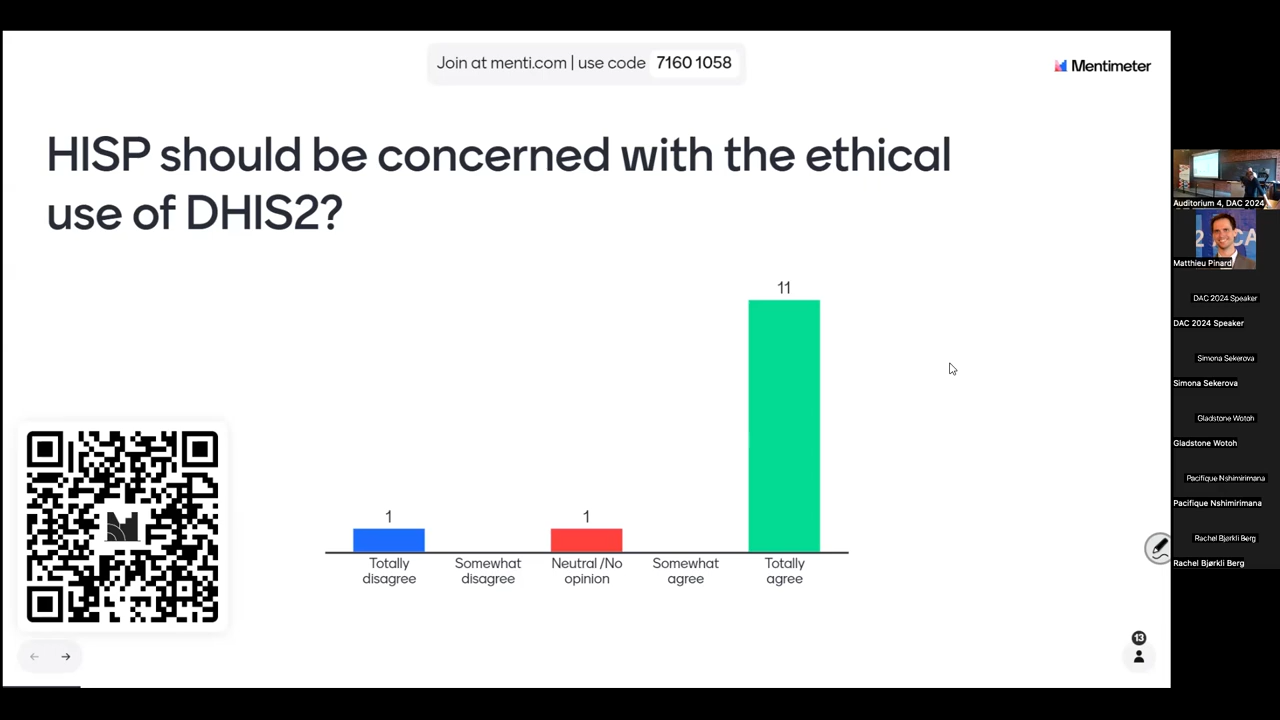 Join at menti.com | use code 7160 1058
Mentimeter
HISP should be concerned with the ethical
use of DHIS2?
11
1
1
Totally
disagree
Somewhat
disagree
Neutral /No
opinion
Somewhat
agree
Totally
agree
13
Auditorium 4, DAC 2024
Matthieu Pinard
DAC 2024 Speaker
DAC 2024 Speaker
Simona Sekerova
Simona Sekerova
Gladstone Wotoh
Gladstone Wotoh
Pacifique Nshimirimana
Pacifique Nshimirimana
Rachel Bjørkli Berg
Rachel Bjørkli Berg